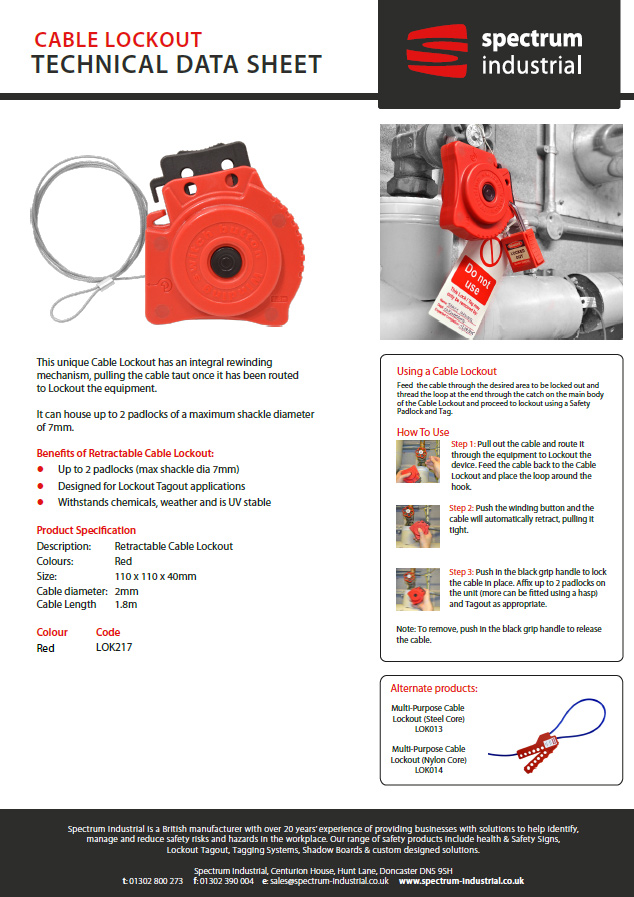 CABLE LOCKOUT
TECHNICAL DATA SHEET
spectrum
industrial
Do not
use
This Lock / Tag may
only be removed by
LOCKED
OUT
This unique Cable Lockout has an integral rewinding
mechanism, pulling the cable taut once it has been routed
to Lockout the equipment.
It can house up to 2 padlocks of a maximum shackle diameter
of 7mm.
Benefits of Retractable Cable Lockout:
● Up to 2 padlocks (max shackle dia 7mm)
● Designed for Lockout Tagout applications
● Withstands chemicals, weather and is UV stable
Product Specification
Description: Retractable Cable Lockout
Colours: Red
Size: 110 x 110 x 40mm
Cable diameter: 2mm
Cable Length 1.8m
Colour Code
Red LOK217
Using a Cable Lockout
Feed the cable through the desired area to be locked out and
thread the loop at the end through the catch on the main body
of the Cable Lockout and proceed to lockout using a Safety
Padlock and Tag.
How To Use
Step 1: Pull out the cable and route it
through the equipment to Lockout the
device. Feed the cable back to the Cable
Lockout and place the loop around the
hook.
Step 2: Push the winding button and the
cable will automatically retract, pulling it
tight.
Step 3: Push in the black grip handle to lock
the cable in place. Affix up to 2 padlocks on
the unit (more can be fitted using a hasp)
and Tagout as appropriate.
Note: To remove, push in the black grip handle to release
the cable.
Alternate products:
Multi-Purpose Cable
Lockout (Steel Core)
LOK013
Multi-Purpose Cable
Lockout (Nylon Core)
LOK014
Spectrum Industrial is a British manufacturer with over 20 years' experience of providing businesses with solutions to help identify,
manage and reduce safety risks and hazards in the workplace. Our range of safety products include health & Safety Signs,
Lockout Tagout, Tagging Systems, Shadow Boards & custom designed solutions.
Spectrum Industrial, Centurion House, Hunt Lane, Doncaster DN5 9SH
t: 01302 800 273 f: 01302 390 004 e: sales@spectrum-industrial.co.uk www.spectrum-industrial.co.uk